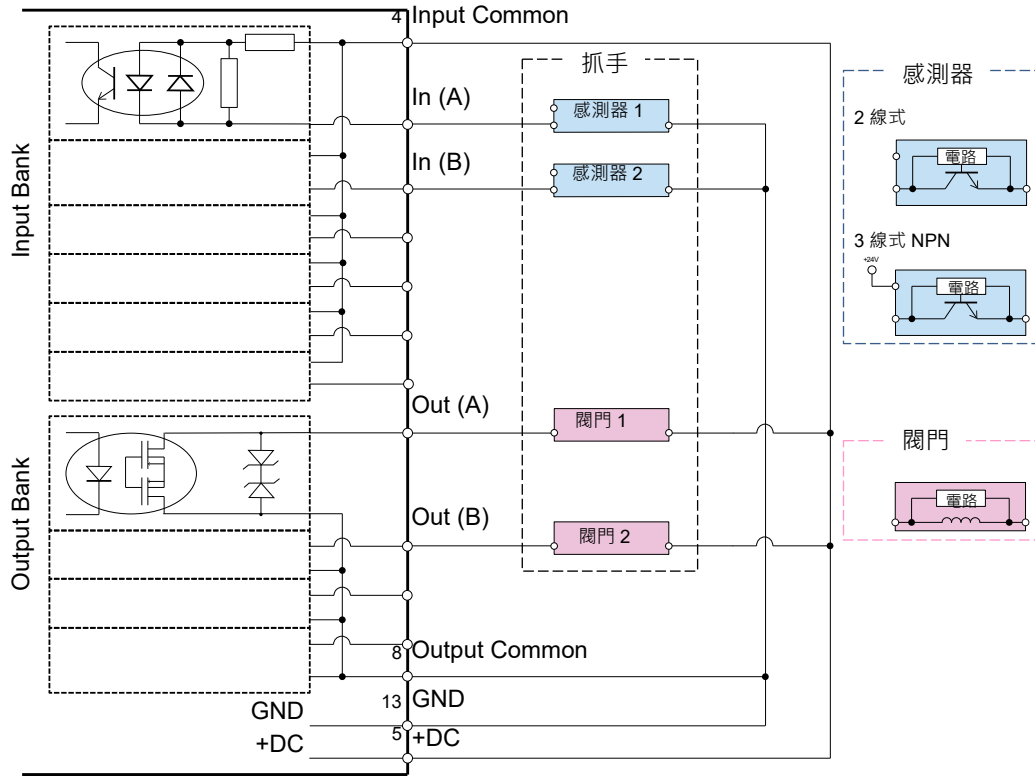 4 Input Common
抓手
感測器
In (A)
感測器 1
2 線式
電路
In (B)
感測器 2
Input Bank
3 線式 NPN
+24V
電路
Out (A)
閥門 1
閥門
電路
Out (B)
閥門 2
Output Bank
8 Output Common
13 GND
GND
5 +DC
+DC